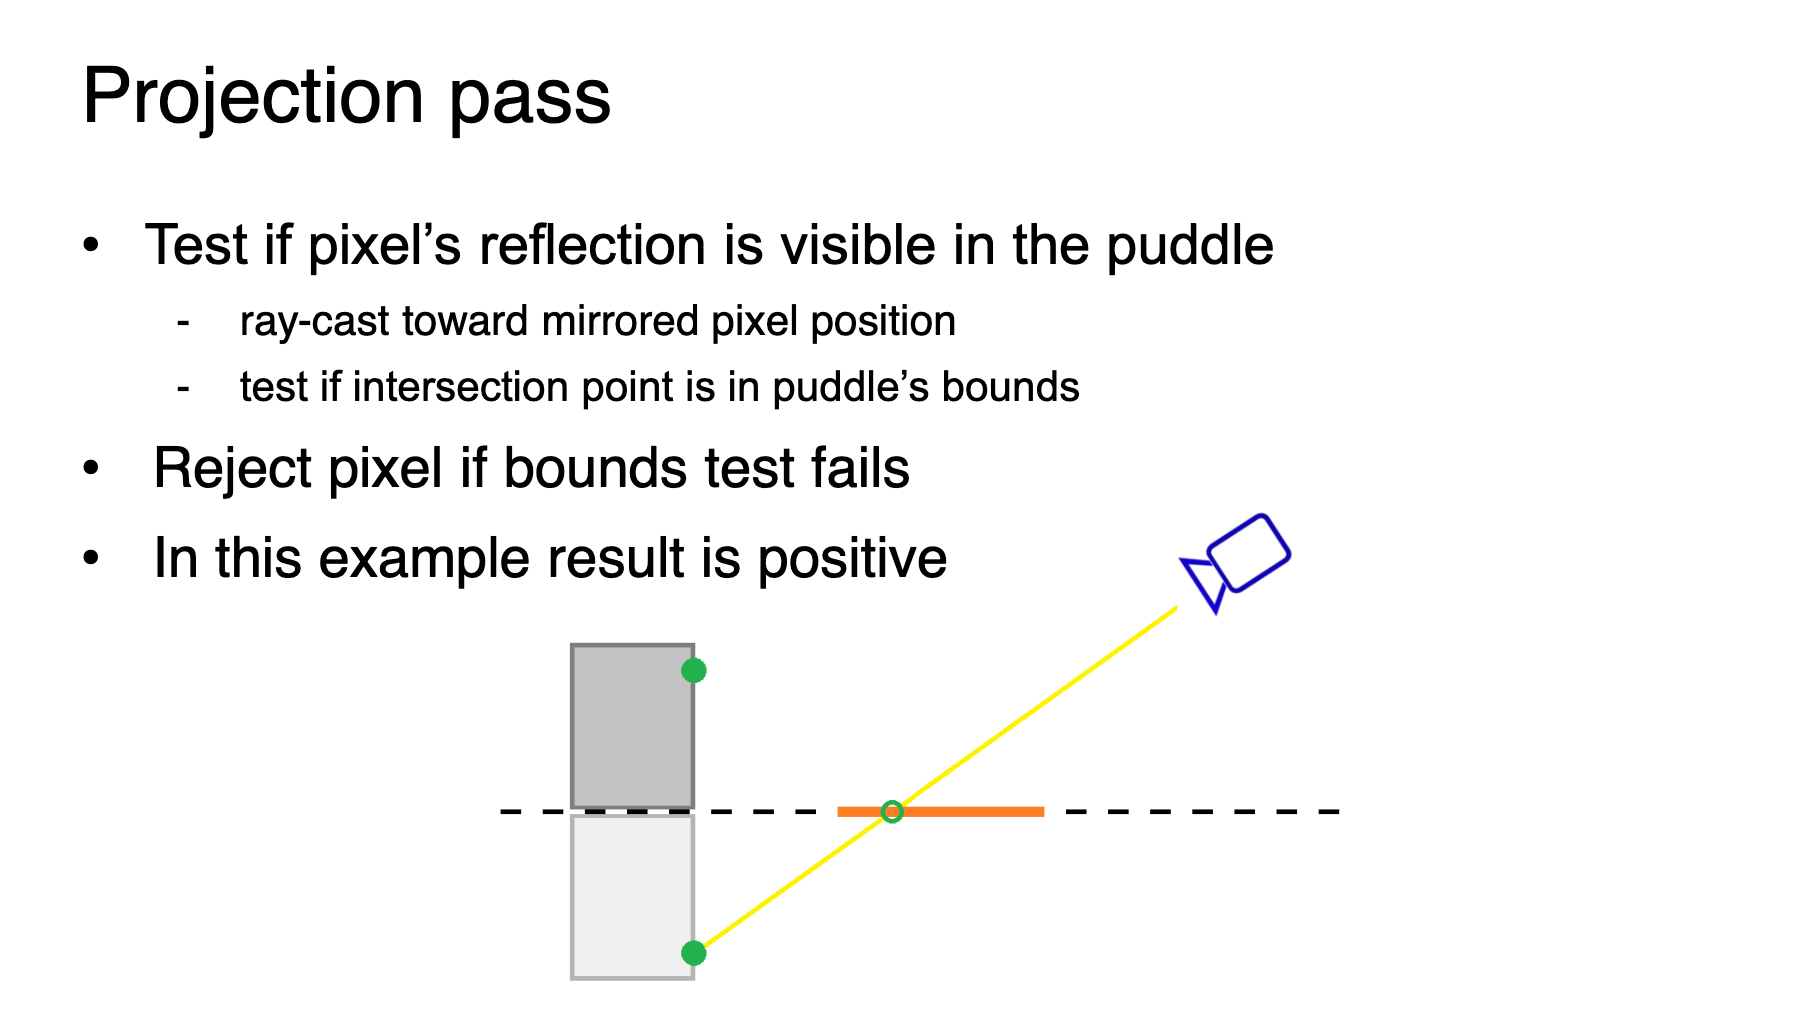 Projection pass
• Test if pixel’s reflection is visible in the puddle
- ray-cast toward mirrored pixel position
- test if intersection point is in puddle’s bounds
• Reject pixel if bounds test fails
• In this example result is positive